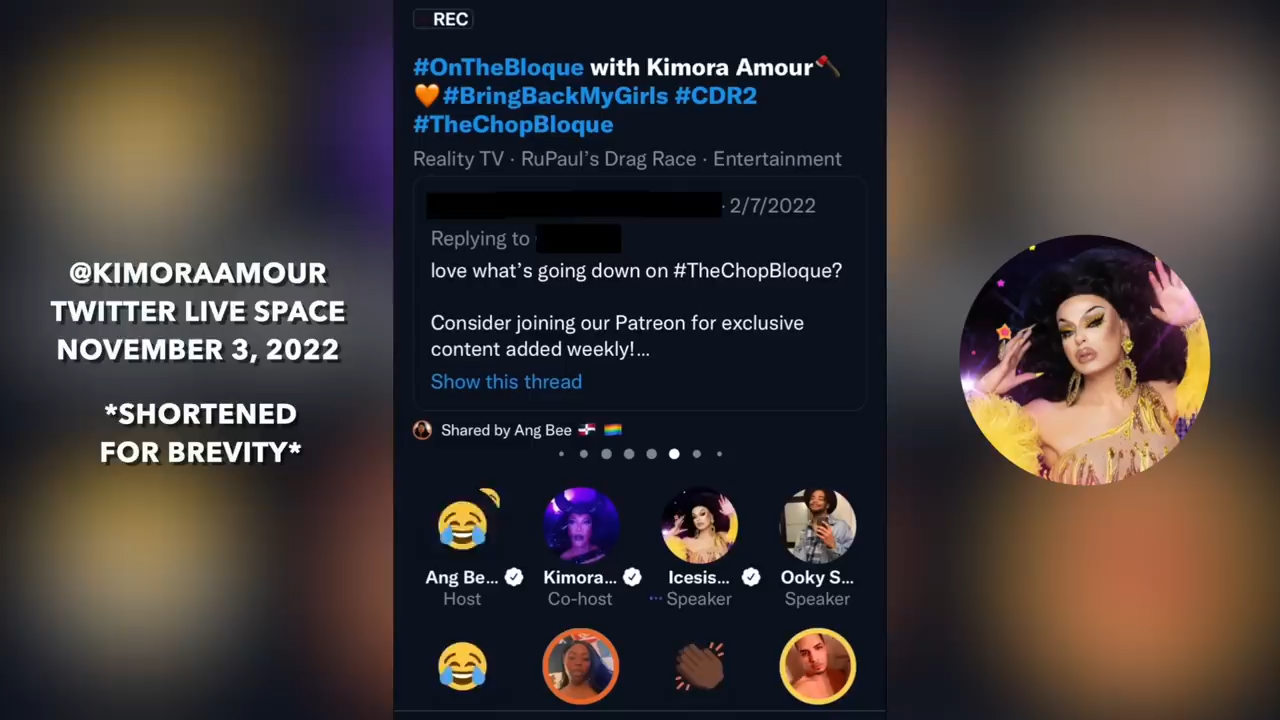 REC
#OnTheBloque with Kimora Amour🪓
🧡#BringBackMyGirls #CDR2
#TheChopBloque
Reality TV · RuPaul's Drag Race · Entertainment
· 2/7/2022
Replying to
love what's going down on #TheChopBloque?
Consider joining our Patreon for exclusive
content added weekly!...
Show this thread
Shared by Ang Bee 🇩🇴 🏳️‍🌈
Ang Be...
Host
Kimora...
Co-host
Icesis...
Speaker
Ooky S...
Speaker
@KIMORAAMOUR
TWITTER LIVE SPACE
NOVEMBER 3, 2022
*SHORTENED
FOR BREVITY*